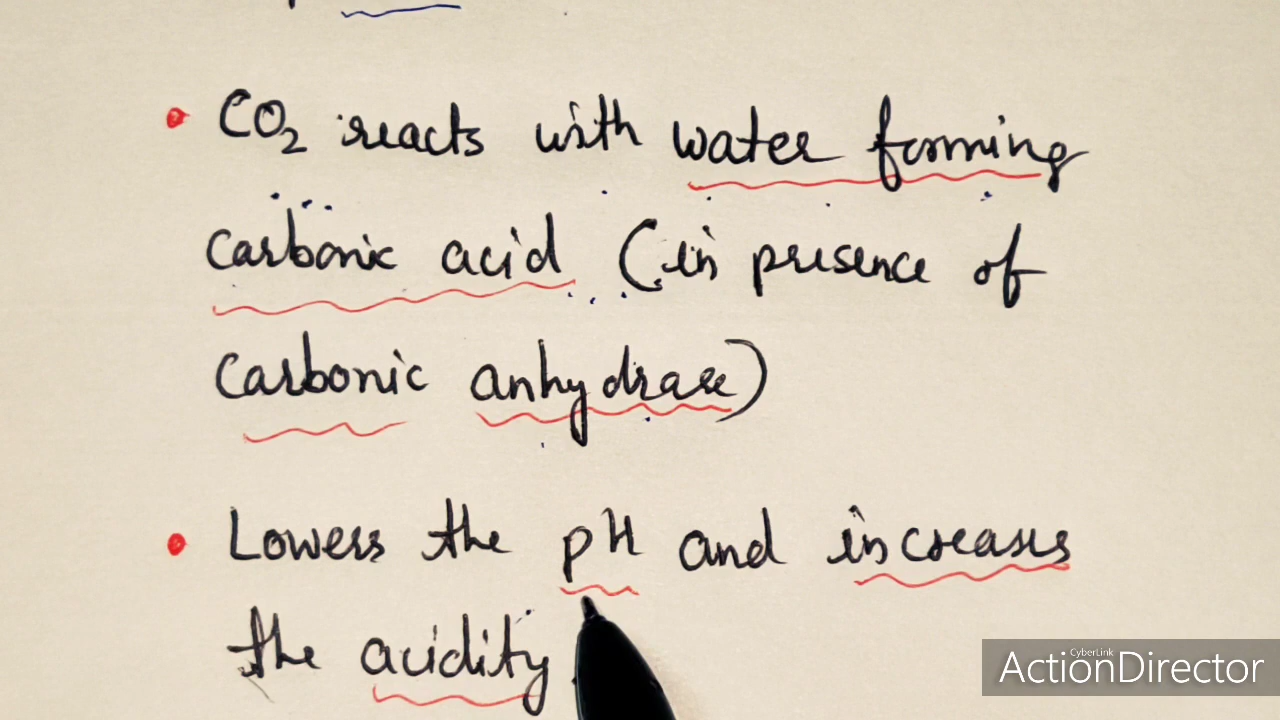 • CO2 reacts with water forming
carbonic acid (in presence of
carbonic anhydrase)
• Lowers the pH and increases
the acidity
CyberLink
ActionDirector